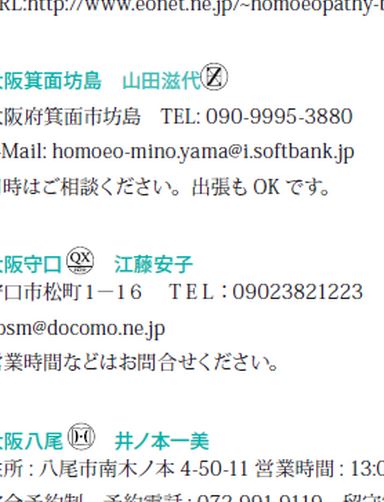 RL:http://www.eonet.ne.jp/~homoeopathy-b
大阪箕面坊島 山田滋代 Z
大阪府箕面市坊島 TEL: 090-9995-3880
-Mail: homoeo-mino.yama@i.softbank.jp
日時はご相談ください。出張も OK です。
大阪守口 QX 江藤安子
守口市松町1−16 TEL：09023821223
osm@docomo.ne.jp
営業時間などはお問合せください。
大阪八尾 H 井ノ本一美
住所 : 八尾市南木ノ本 4-50-11 営業時間 : 13:0